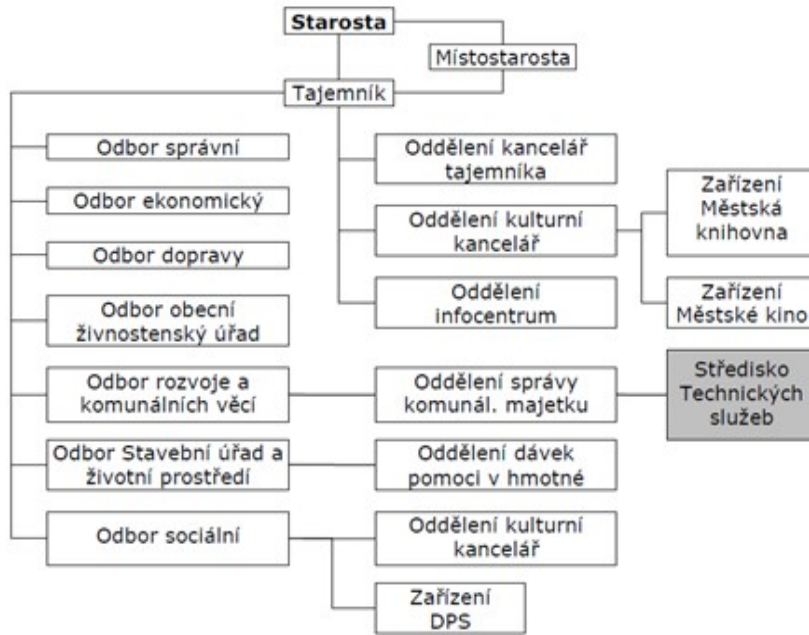 Starosta
Místostarosta
Tajemník
Odbor správní
Oddělení kancelář
tajemníka
Zařízení
Městská
knihovna
Odbor ekonomický
Oddělení kulturní
kancelář
Odbor dopravy
Oddělení
infocentrum
Zařízení
Městské kino
Odbor obecní
živnostenský úřad
Odbor rozvoje a
komunálních věcí
Oddělení správy
komunál. majetku
Středisko
Technických
služeb
Odbor Stavební úřad a
životní prostředí
Oddělení dávek
pomoci v hmotné
Odbor sociální
Oddělení kulturní
kancelář
Zařízení
DPS